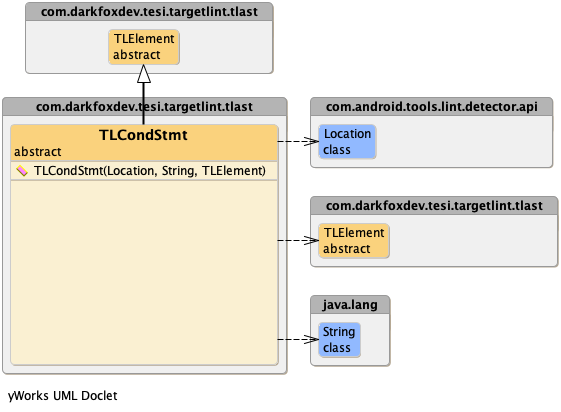 com.darkfoxdev.tesi.targetlint.tlast
TLElement
abstract
com.darkfoxdev.tesi.targetlint.tlast
TLCondStmt
abstract
TLCondStmt(Location, String, TLElement)
com.android.tools.lint.detector.api
Location
class
com.darkfoxdev.tesi.targetlint.tlast
TLElement
abstract
java.lang
String
class
yWorks UML Doclet